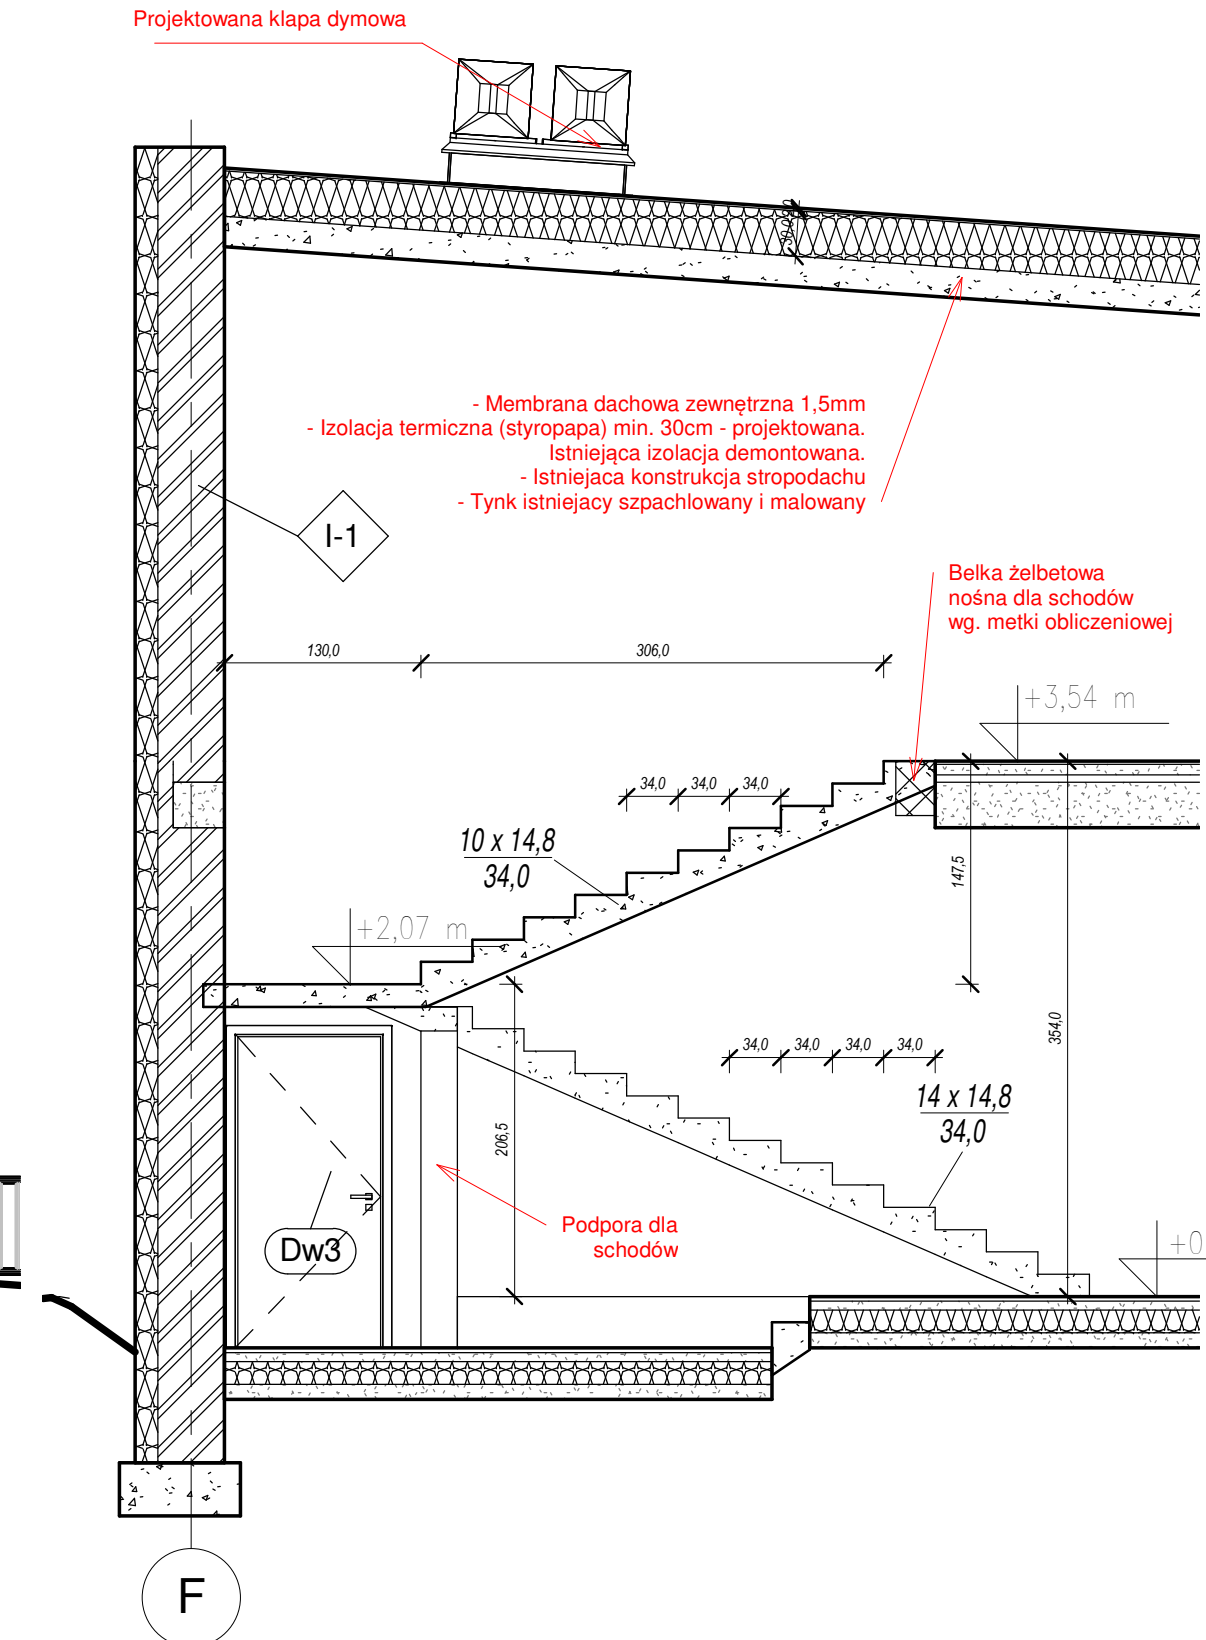 Projektowana klapa dymowa
- Membrana dachowa zewnętrzna 1,5mm
- Izolacja termiczna (styropapa) min. 30cm - projektowana.
Istniejąca izolacja demontowana.
- Istniejaca konstrukcja stropodachu
- Tynk istniejacy szpachlowany i malowany
I-1
Belka żelbetowa
nośna dla schodów
wg. metki obliczeniowej
130,0
306,0
+3,54 m
34,0
34,0
34,0
10 x 14,8
34,0
147,5
+2,07 m
354,0
34,0
34,0
34,0
34,0
14 x 14,8
34,0
206,5
Podpora dla
schodów
Dw3
+0
F